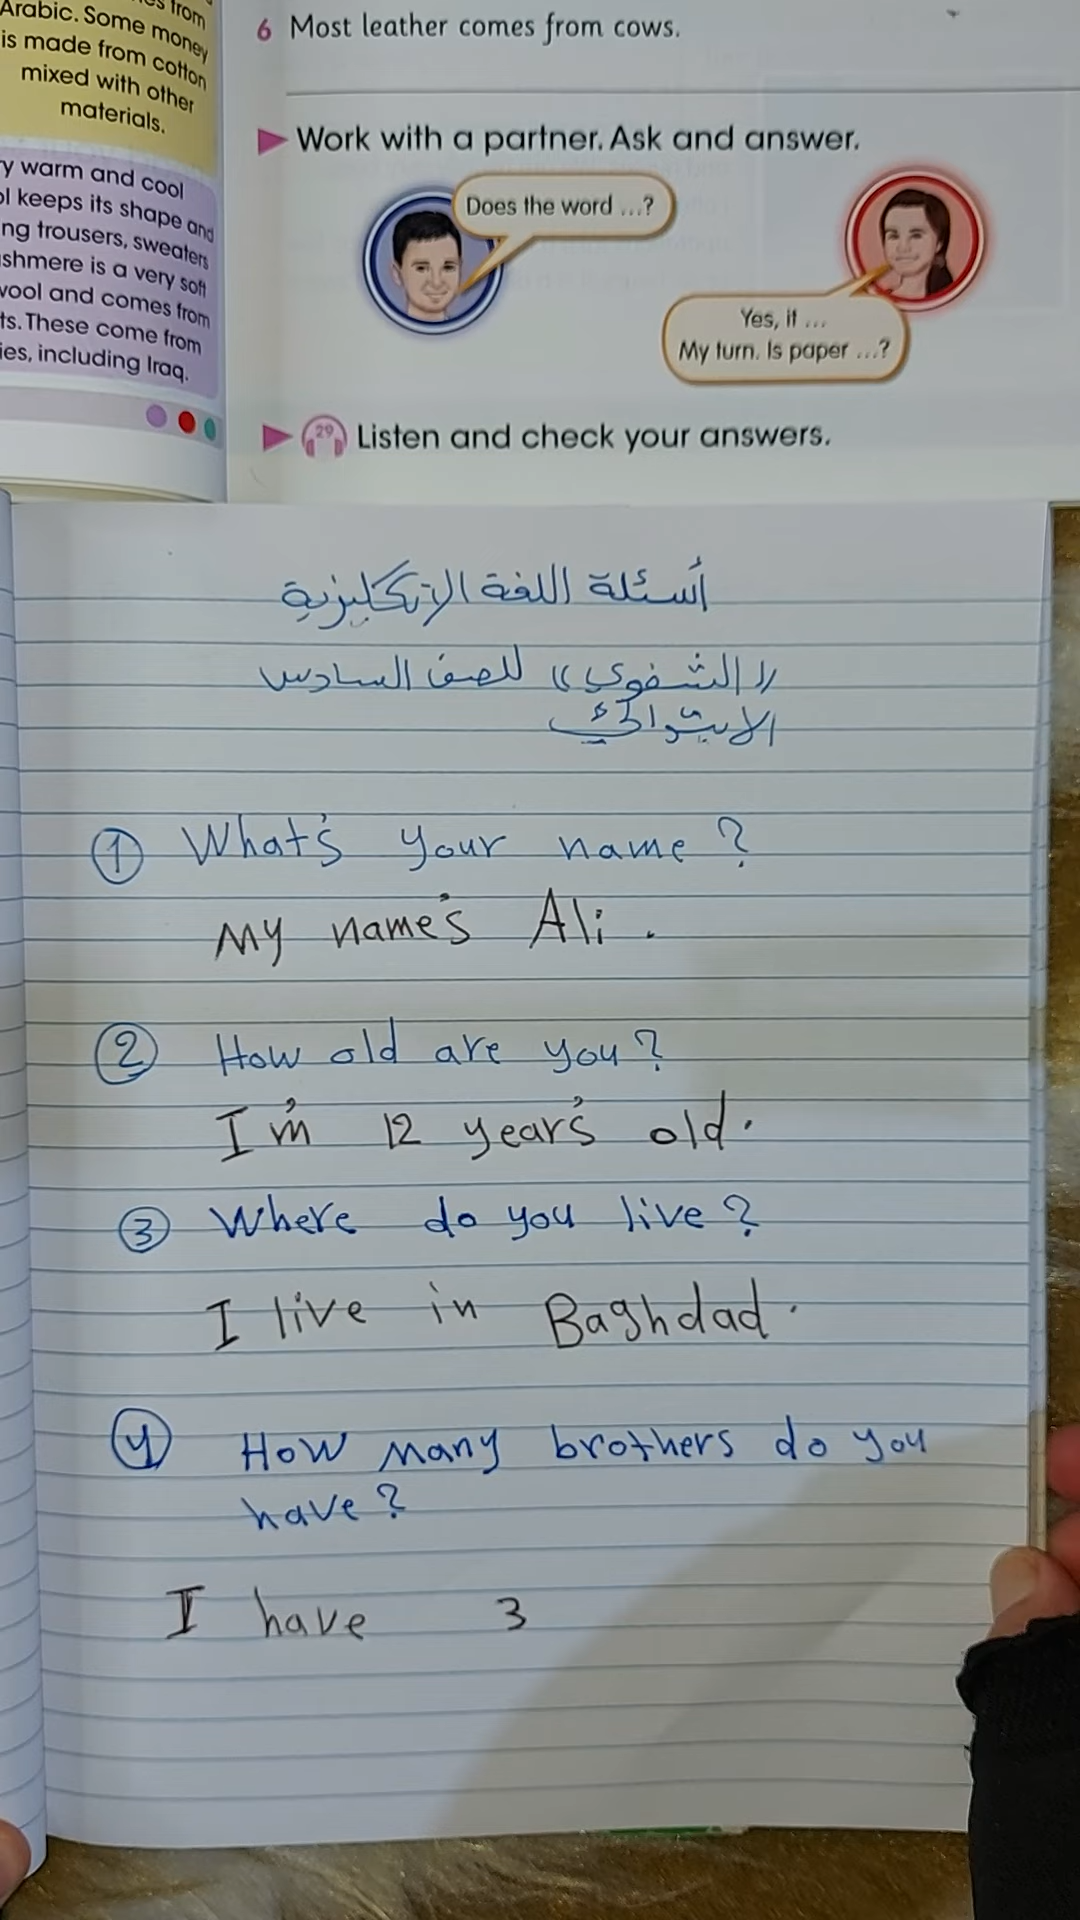 from
Arabic. Some money
is made from cotton
mixed with other
materials.
warm and cool
keeps its shape and
trousers, sweaters
is a very soft
wool and comes from
These come from
including Iraq.
6 Most leather comes from cows.
Work with a partner. Ask and answer.
Does the word ...?
Yes, it ...
My turn. Is paper ...?
29 Listen and check your answers.
أسئلة اللغة الإنكليزية
(( الشفوي )) للصف السادس
الابتدائي
1 What's your name?
My name's Ali.
2 How old are you?
I'm 12 year's old.
3 Where do you live?
I live in Baghdad.
4 How many brothers do you
have?
I have 3